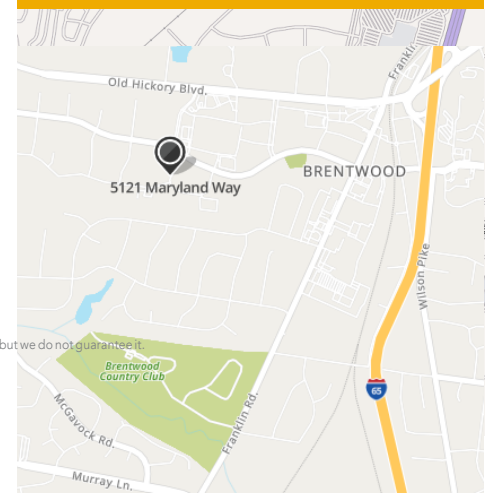 Frankli
Old Hickory Blvd.
BRENTWOOD
5121 Maryland Way
Wilson Pike
but we do not guarantee it.
Brentwood
Country Club
65
McGavock Rd.
Franklin Rd.
Murray Ln.